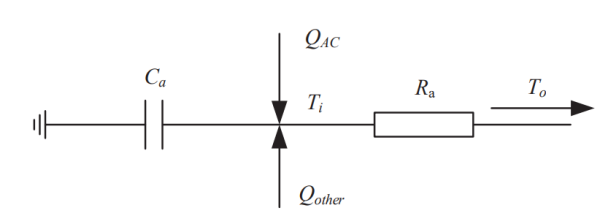 Q_AC
C_a
T_i
R_a
T_o
Q_other